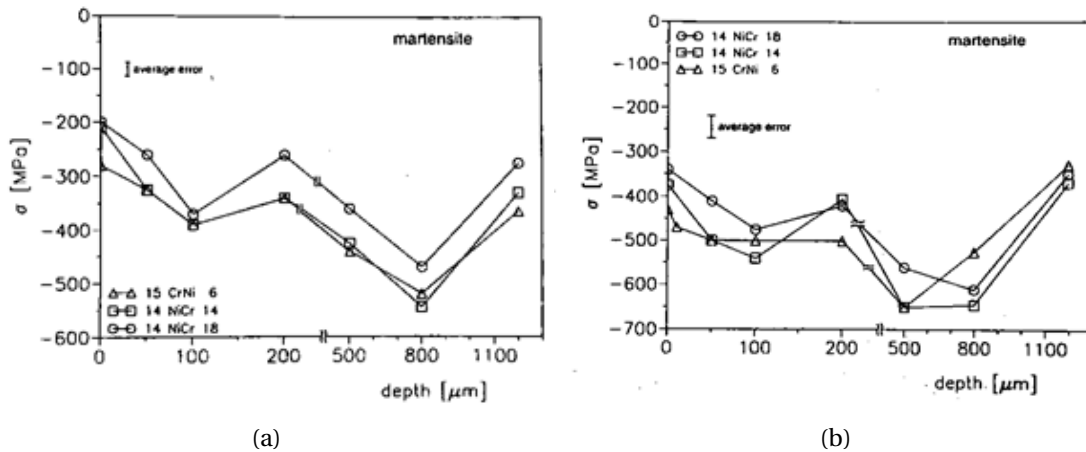 (a)
−0
−100
−200
−300
−400
−500
−600
σ [MPa]
martensite
average error
15 CrNi 6
14 NiCr 14
14 NiCr 18
0 100 200 500 800 1100
depth [μm]
(b)
0
−100
−200
−300
−400
−500
−600
−700
σ [MPa]
14 NiCr 18
14 NiCr 14
15 CrNi 6
martensite
average error
0 100 200 500 800 1100
depth. [μm]
(a)
(b)